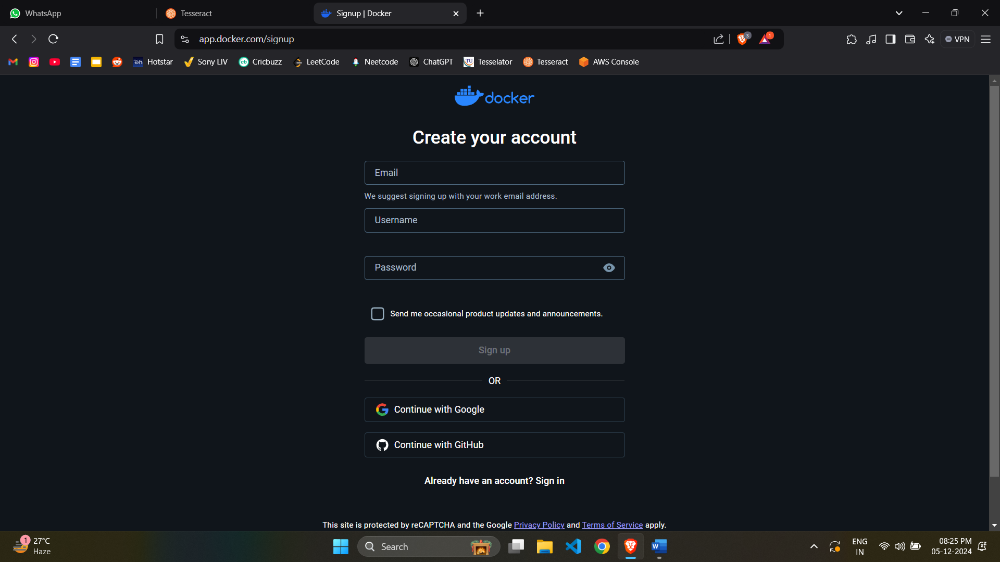 WhatsApp
Tesseract
Signup | Docker
app.docker.com/signup
3
1
VPN
Hotstar
Sony LIV
cb Cricbuzz
LeetCode
Neetcode
ChatGPT
TU Tesselator
Tesseract
AWS Console
docker
Create your account
Email
We suggest signing up with your work email address.
Username
Password
Send me occasional product updates and announcements.
Sign up
OR
Continue with Google
Continue with GitHub
Already have an account? Sign in
This site is protected by reCAPTCHA and the Google Privacy Policy and Terms of Service apply.
1
27°C
Haze
Search
W
ENG
IN
08:25 PM
05-12-2024